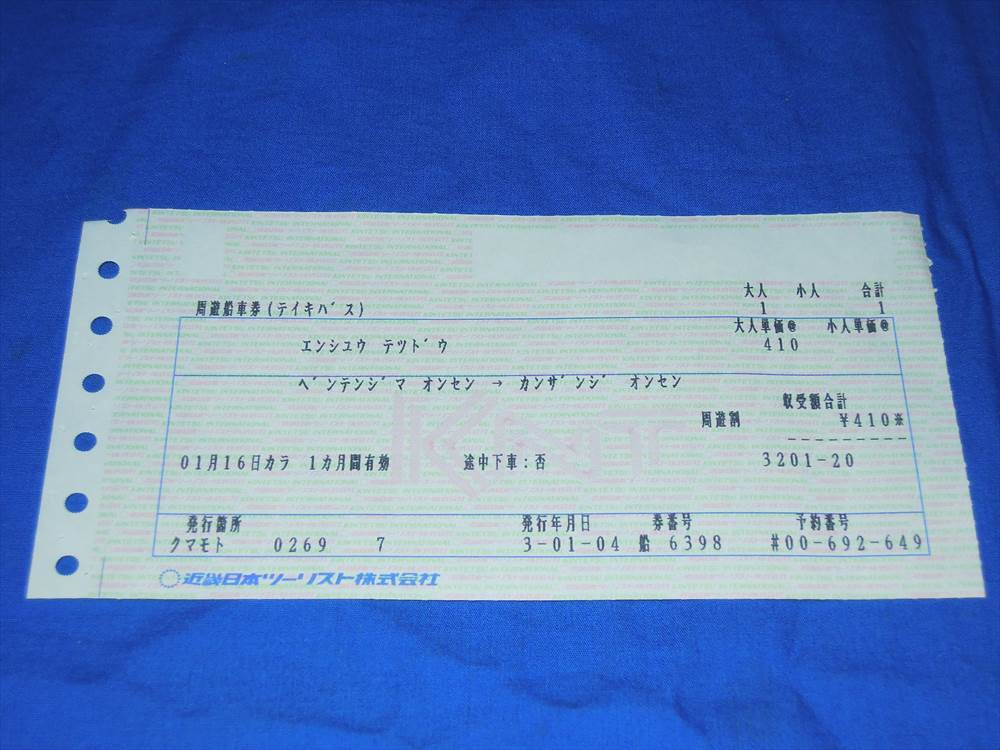 大人 小人 合計
周遊船車券(テイキバス) 1 1
大人単価@ 小人単価@
エンシユウ テツドウ 410
ベンテンジマ オンセン → カンザンジ オンセン
収受額合計
周遊割 ¥410※
---------
01月16日カラ 1カ月間有効 途中下車:否 3201-20
発行箇所 発行年月日 券番号 予約番号
クマモト 0269 7 3-01-04 船 6398 #00-692-649
近畿日本ツーリスト株式会社